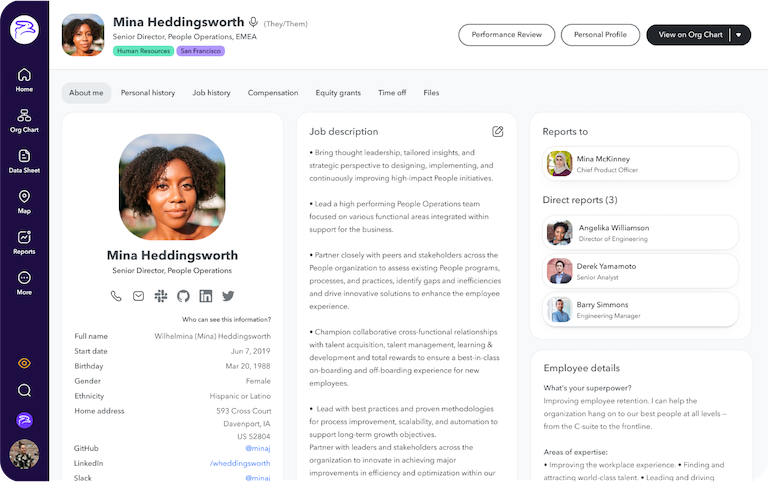 Mina Heddingsworth (They/Them)
Senior Director, People Operations, EMEA
Human Resources San Francisco
Performance Review
Personal Profile
View on Org Chart
Home
Org Chart
Data Sheet
Map
Reports
More
About me
Personal history
Job history
Compensation
Equity grants
Time off
Files
Mina Heddingsworth
Senior Director, People Operations
Who can see this information?
Full name Wilhelmina (Mina) Heddingsworth
Start date Jun 7, 2019
Birthday Mar 20, 1988
Gender Female
Ethnicity Hispanic or Latino
Home address 593 Cross Court
Davenport, IA
US 52804
GitHub @minaj
LinkedIn /wheddingsworth
Slack @minaj
Job description
• Bring thought leadership, tailored insights, and
strategic perspective to designing, implementing, and
continuously improving high-impact People initiatives.
• Lead a high performing People Operations team
focused on various functional areas integrated within
support for the business.
• Partner closely with peers and stakeholders across the
People organization to assess existing People programs,
processes, and practices, identify gaps and inefficiencies
and drive innovative solutions to enhance the employee
experience.
• Champion collaborative cross-functional relationships
with talent acquisition, talent management, learning &
development and total rewards to ensure a best-in-class
on-boarding and off-boarding experience for new
employees.
• Lead with best practices and proven methodologies
for process improvement, scalability, and automation to
support long-term growth objectives.
Partner with leaders and stakeholders across the
organization to innovate in achieving major
improvements in efficiency and optimization within our
Reports to
Mina McKinney
Chief Product Officer
Direct reports (3)
Angelika Williamson
Director of Engineering
Derek Yamamoto
Senior Analyst
Barry Simmons
Engineering Manager
Employee details
What's your superpower?
Improving employee retention. I can help the
organization hang on to our best people at all levels –
from the C-suite to the frontline.
Areas of expertise:
• Improving the workplace experience. • Finding and
attracting world-class talent. • Leading and driving